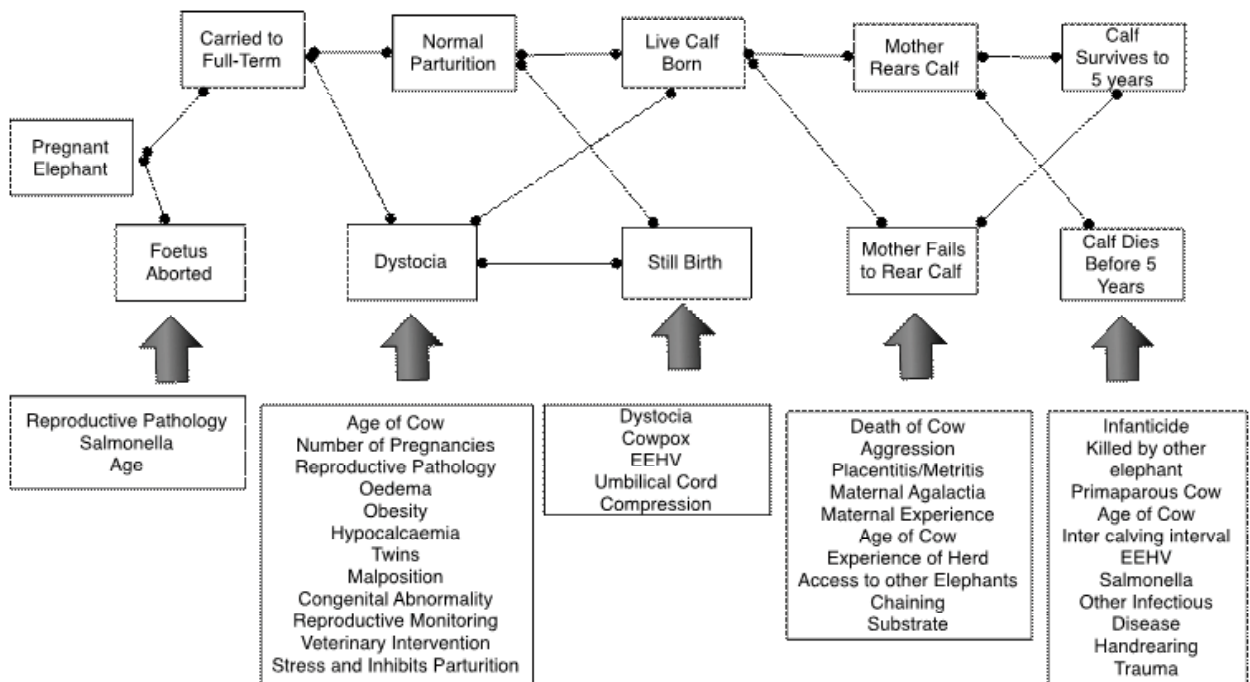 Carried to
Full-Term
Normal
Parturition
Live Calf
Born
Mother
Rears Calf
Calf
Survives to
5 years
Pregnant
Elephant
Foetus
Aborted
Dystocia
Still Birth
Mother Fails
to Rear Calf
Calf Dies
Before 5
Years
Reproductive Pathology
Salmonella
Age
Age of Cow
Number of Pregnancies
Reproductive Pathology
Oedema
Obesity
Hypocalcaemia
Twins
Malposition
Congenital Abnormality
Reproductive Monitoring
Veterinary Intervention
Stress and Inhibits Parturition
Dystocia
Cowpox
EEHV
Umbilical Cord
Compression
Death of Cow
Aggression
Placentitis/Metritis
Maternal Agalactia
Maternal Experience
Age of Cow
Experience of Herd
Access to other Elephants
Chaining
Substrate
Infanticide
Killed by other
elephant
Primaparous Cow
Age of Cow
Inter calving interval
EEHV
Salmonella
Other Infectious
Disease
Handrearing
Trauma